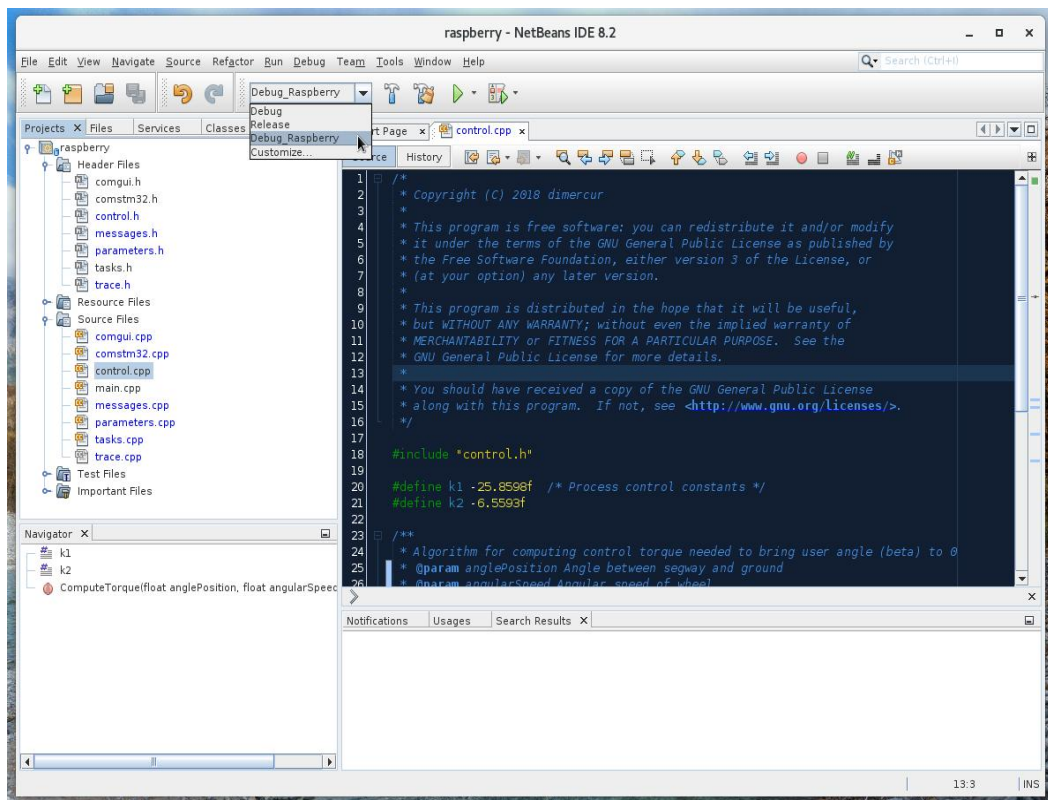 raspberry - NetBeans IDE 8.2
File Edit View Navigate Source Refactor Run Debug Team Tools Window Help
Search (Ctrl+I)
Debug_Raspberry
Debug
Release
Debug_Raspberry
Customize...
Projects Files Services Classes
raspberry
Header Files
comgui.h
comstm32.h
control.h
messages.h
parameters.h
tasks.h
trace.h
Resource Files
Source Files
comgui.cpp
comstm32.cpp
control.cpp
main.cpp
messages.cpp
parameters.cpp
tasks.cpp
trace.cpp
Test Files
Important Files
Navigator
k1
k2
ComputeTorque(float anglePosition, float angularSpeed
rt Page control.cpp
rce History
1 /*
2 * Copyright (C) 2018 dimercur
3 *
4 * This program is free software: you can redistribute it and/or modify
5 * it under the terms of the GNU General Public License as published by
6 * the Free Software Foundation, either version 3 of the License, or
7 * (at your option) any later version.
8 *
9 * This program is distributed in the hope that it will be useful,
10 * but WITHOUT ANY WARRANTY; without even the implied warranty of
11 * MERCHANTABILITY or FITNESS FOR A PARTICULAR PURPOSE.  See the
12 * GNU General Public License for more details.
13 *
14 * You should have received a copy of the GNU General Public License
15 * along with this program.  If not, see <http://www.gnu.org/licenses/>.
16 */
17
18 #include "control.h"
19
20 #define k1 -25.8598f  /* Process control constants */
21 #define k2 -6.5593f
22
23 /**
24 * Algorithm for computing control torque needed to bring user angle (beta) to 0
25 * @param anglePosition Angle between segway and ground
26 * @param angularSpeed Angular speed of wheel
Notifications Usages Search Results
13:3 INS